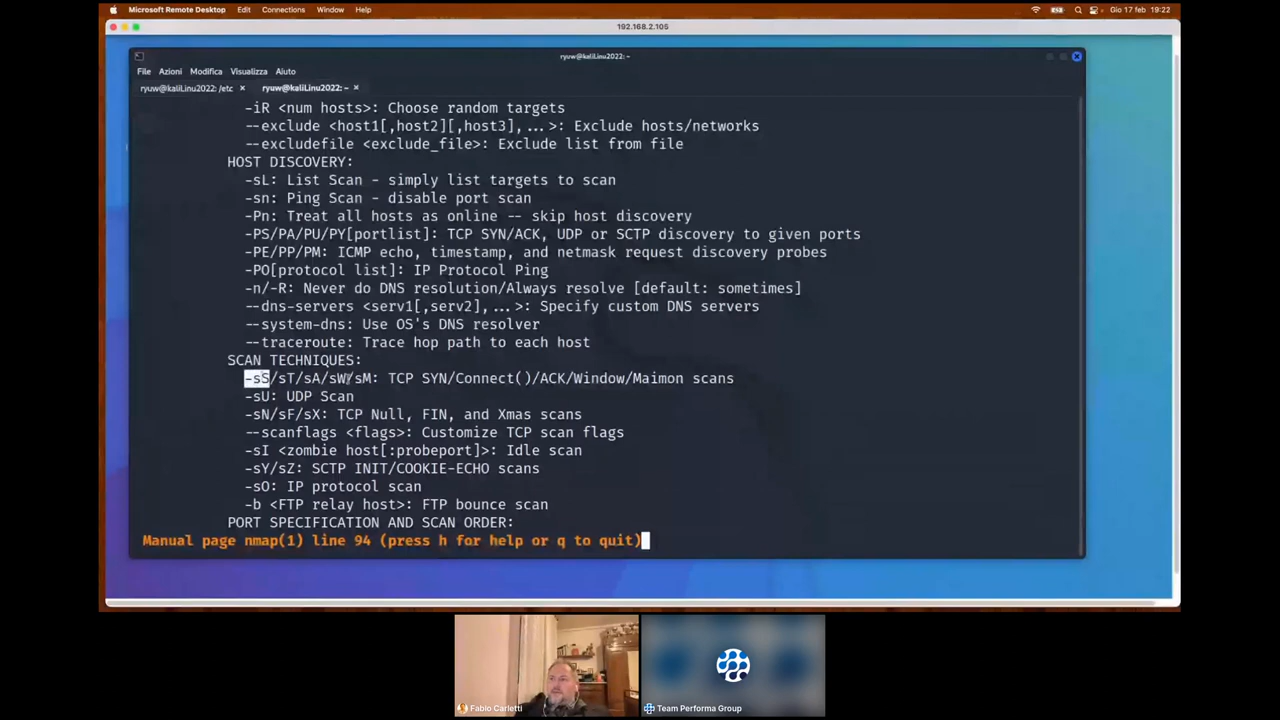 Microsoft Remote Desktop Edit Connections Window Help Gio 17 feb 19:22
192.168.2.105
ryuw@kaliLinu2022: ~
File Azioni Modifica Visualizza Aiuto
ryuw@kaliLinu2022: /etc × ryuw@kaliLinu2022: ~ ×
-iR <num hosts>: Choose random targets
--exclude <host1[,host2][,host3],...>: Exclude hosts/networks
--excludefile <exclude_file>: Exclude list from file
HOST DISCOVERY:
-sL: List Scan - simply list targets to scan
-sn: Ping Scan - disable port scan
-Pn: Treat all hosts as online -- skip host discovery
-PS/PA/PU/PY[portlist]: TCP SYN/ACK, UDP or SCTP discovery to given ports
-PE/PP/PM: ICMP echo, timestamp, and netmask request discovery probes
-PO[protocol list]: IP Protocol Ping
-n/-R: Never do DNS resolution/Always resolve [default: sometimes]
--dns-servers <serv1[,serv2],...>: Specify custom DNS servers
--system-dns: Use OS's DNS resolver
--traceroute: Trace hop path to each host
SCAN TECHNIQUES:
-sS/sT/sA/sW/sM: TCP SYN/Connect()/ACK/Window/Maimon scans
-sU: UDP Scan
-sN/sF/sX: TCP Null, FIN, and Xmas scans
--scanflags <flags>: Customize TCP scan flags
-sI <zombie host[:probeport]>: Idle scan
-sY/sZ: SCTP INIT/COOKIE-ECHO scans
-sO: IP protocol scan
-b <FTP relay host>: FTP bounce scan
PORT SPECIFICATION AND SCAN ORDER:
Manual page nmap(1) line 94 (press h for help or q to quit)
Fabio Carletti
Team Performa Group